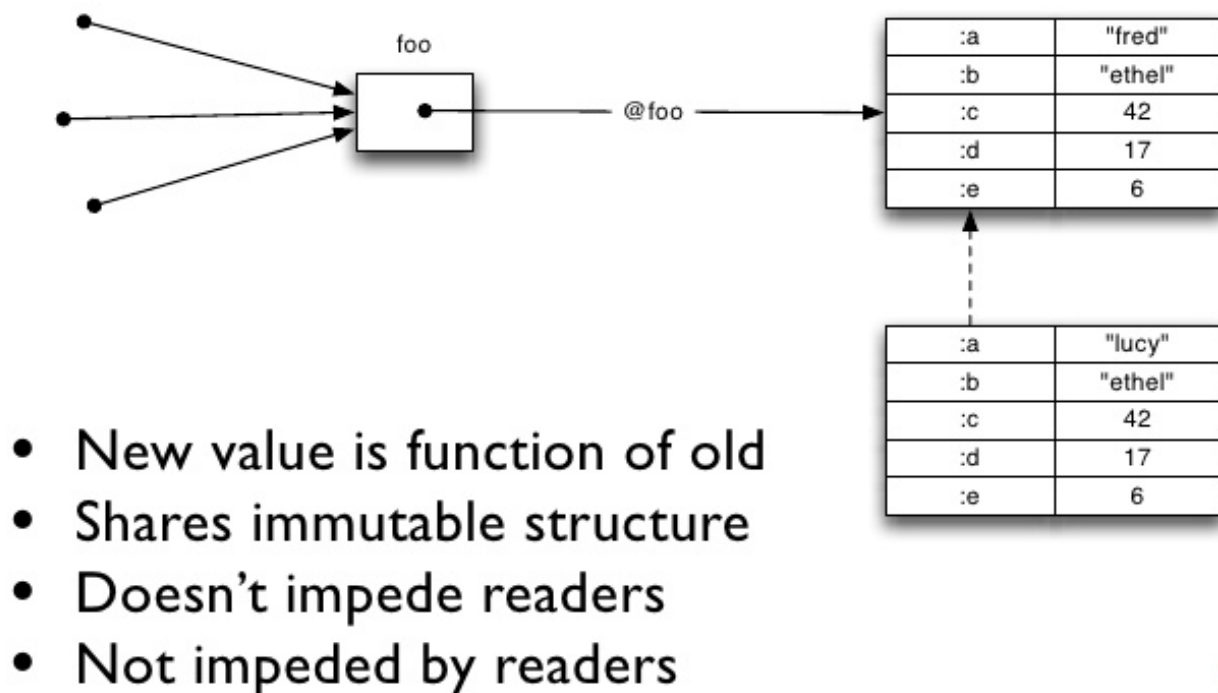 foo
@foo
:a "fred"
:b "ethel"
:c 42
:d 17
:e 6
:a "lucy"
:b "ethel"
:c 42
:d 17
:e 6
• New value is function of old
• Shares immutable structure
• Doesn’t impede readers
• Not impeded by readers